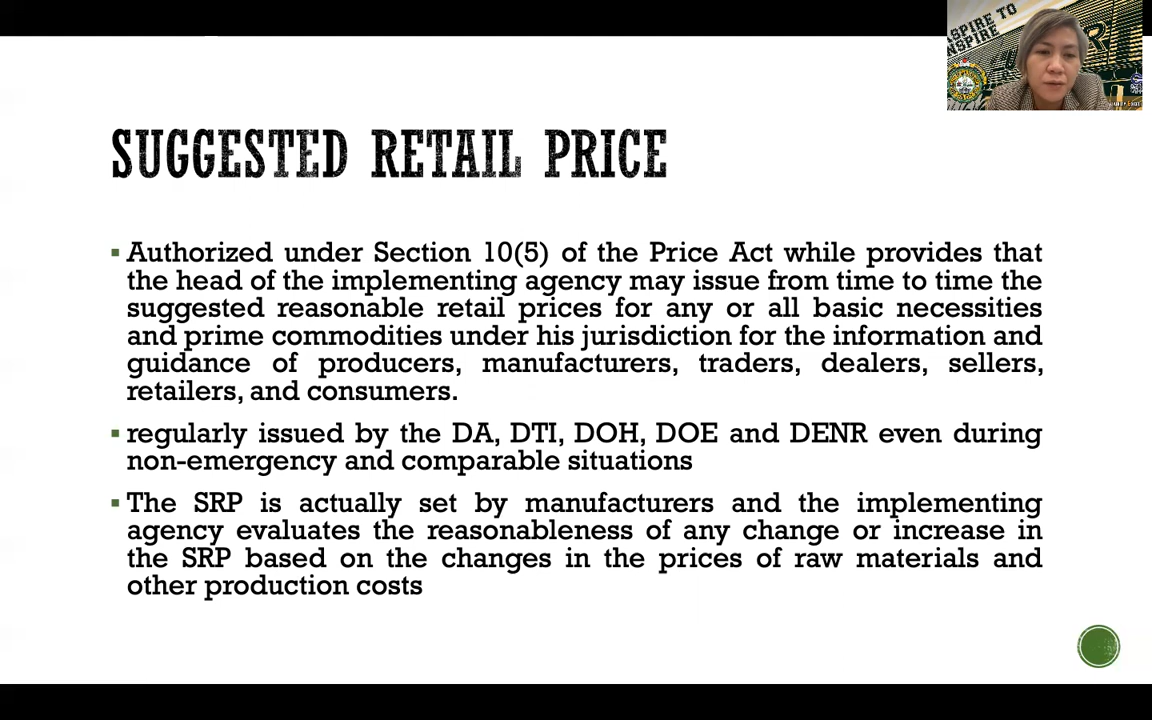 SPIRE TO
NSPIRE
SUGGESTED RETAIL PRICE
Authorized under Section 10(5) of the Price Act while provides that
the head of the implementing agency may issue from time to time the
suggested reasonable retail prices for any or all basic necessities
and prime commodities under his jurisdiction for the information and
guidance of producers, manufacturers, traders, dealers, sellers,
retailers, and consumers.
regularly issued by the DA, DTI, DOH, DOE and DENR even during
non-emergency and comparable situations
The SRP is actually set by manufacturers and the implementing
agency evaluates the reasonableness of any change or increase in
the SRP based on the changes in the prices of raw materials and
other production costs